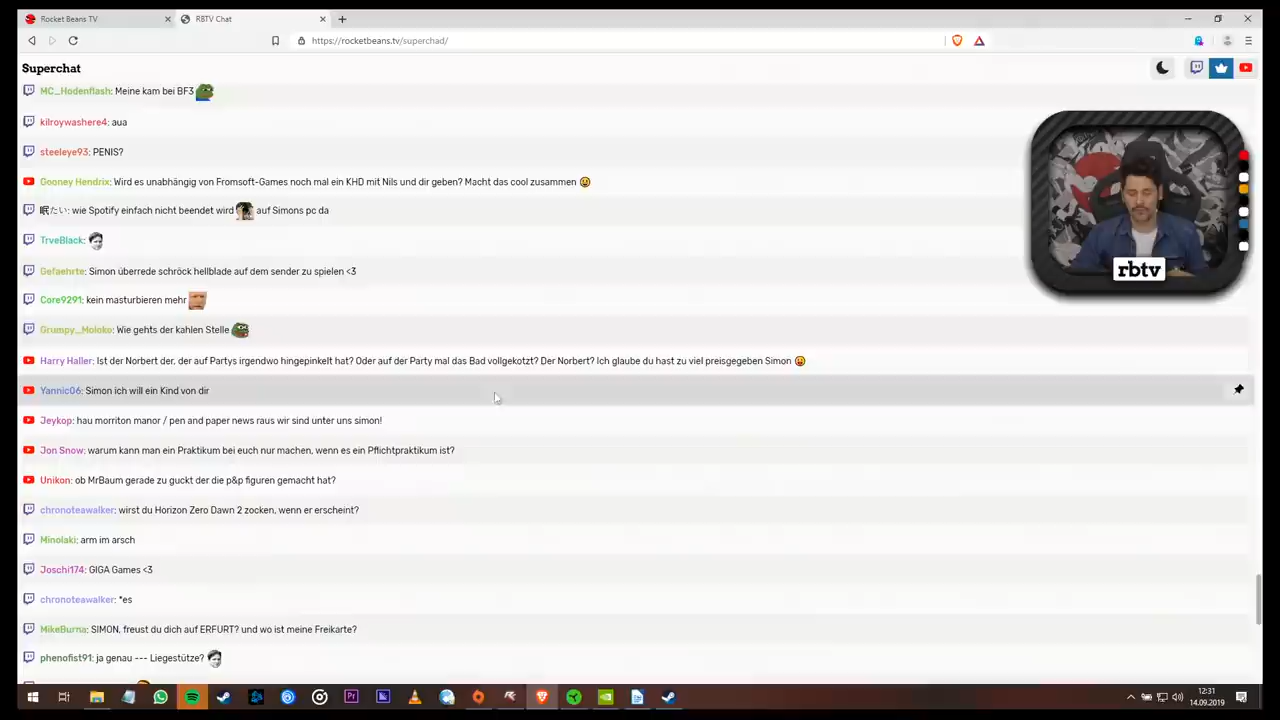 Rocket Beans TV
RBTV Chat
https://rocketbeans.tv/superchad/
Superchat
MC_Hodenflash: Meine kam bei BF3
kilroywashere4: aua
steeleye93: PENIS?
Gooney Hendrix: Wird es unabhängig von Fromsoft-Games noch mal ein KHD mit Nils und dir geben? Macht das cool zusammen
眠たい: wie Spotify einfach nicht beendet wird auf Simons pc da
TrveBlack:
Gefaehrte: Simon überrede schröck hellblade auf dem sender zu spielen <3
Core9291: kein masturbieren mehr
Grumpy_Moloko: Wie gehts der kahlen Stelle
Harry Haller: Ist der Norbert der, der auf Partys irgendwo hingepinkelt hat? Oder auf der Party mal das Bad vollgekotzt? Der Norbert? Ich glaube du hast zu viel preisgegeben Simon
Yannic06: Simon ich will ein Kind von dir
Jeykop: hau morriton manor / pen and paper news raus wir sind unter uns simon!
Jon Snow: warum kann man ein Praktikum bei euch nur machen, wenn es ein Pflichtpraktikum ist?
Unikon: ob MrBaum gerade zu guckt der die p&p figuren gemacht hat?
chronoteawalker: wirst du Horizon Zero Dawn 2 zocken, wenn er erscheint?
Minolaki: arm im arsch
Joschi174: GIGA Games <3
chronoteawalker: *es
MikeBurna: SIMON, freust du dich auf ERFURT? und wo ist meine Freikarte?
phenofist91: ja genau --- Liegestütze?
rbtv
12:31
14.09.2019